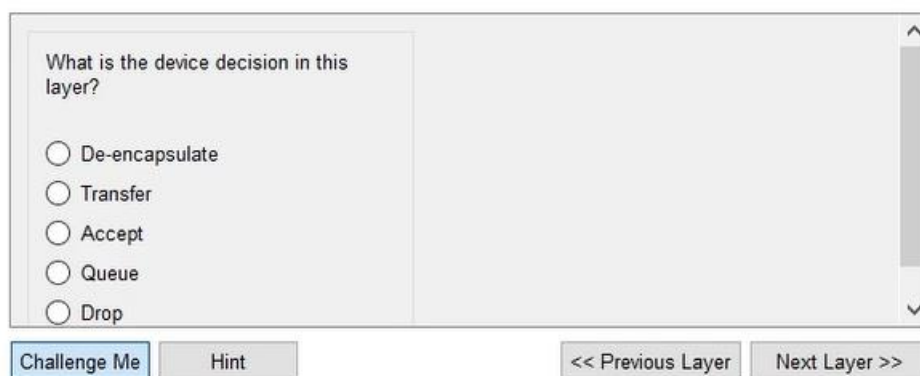 What is the device decision in this
layer?
De-encapsulate
Transfer
Accept
Queue
Drop
Challenge Me
Hint
<< Previous Layer
Next Layer >>